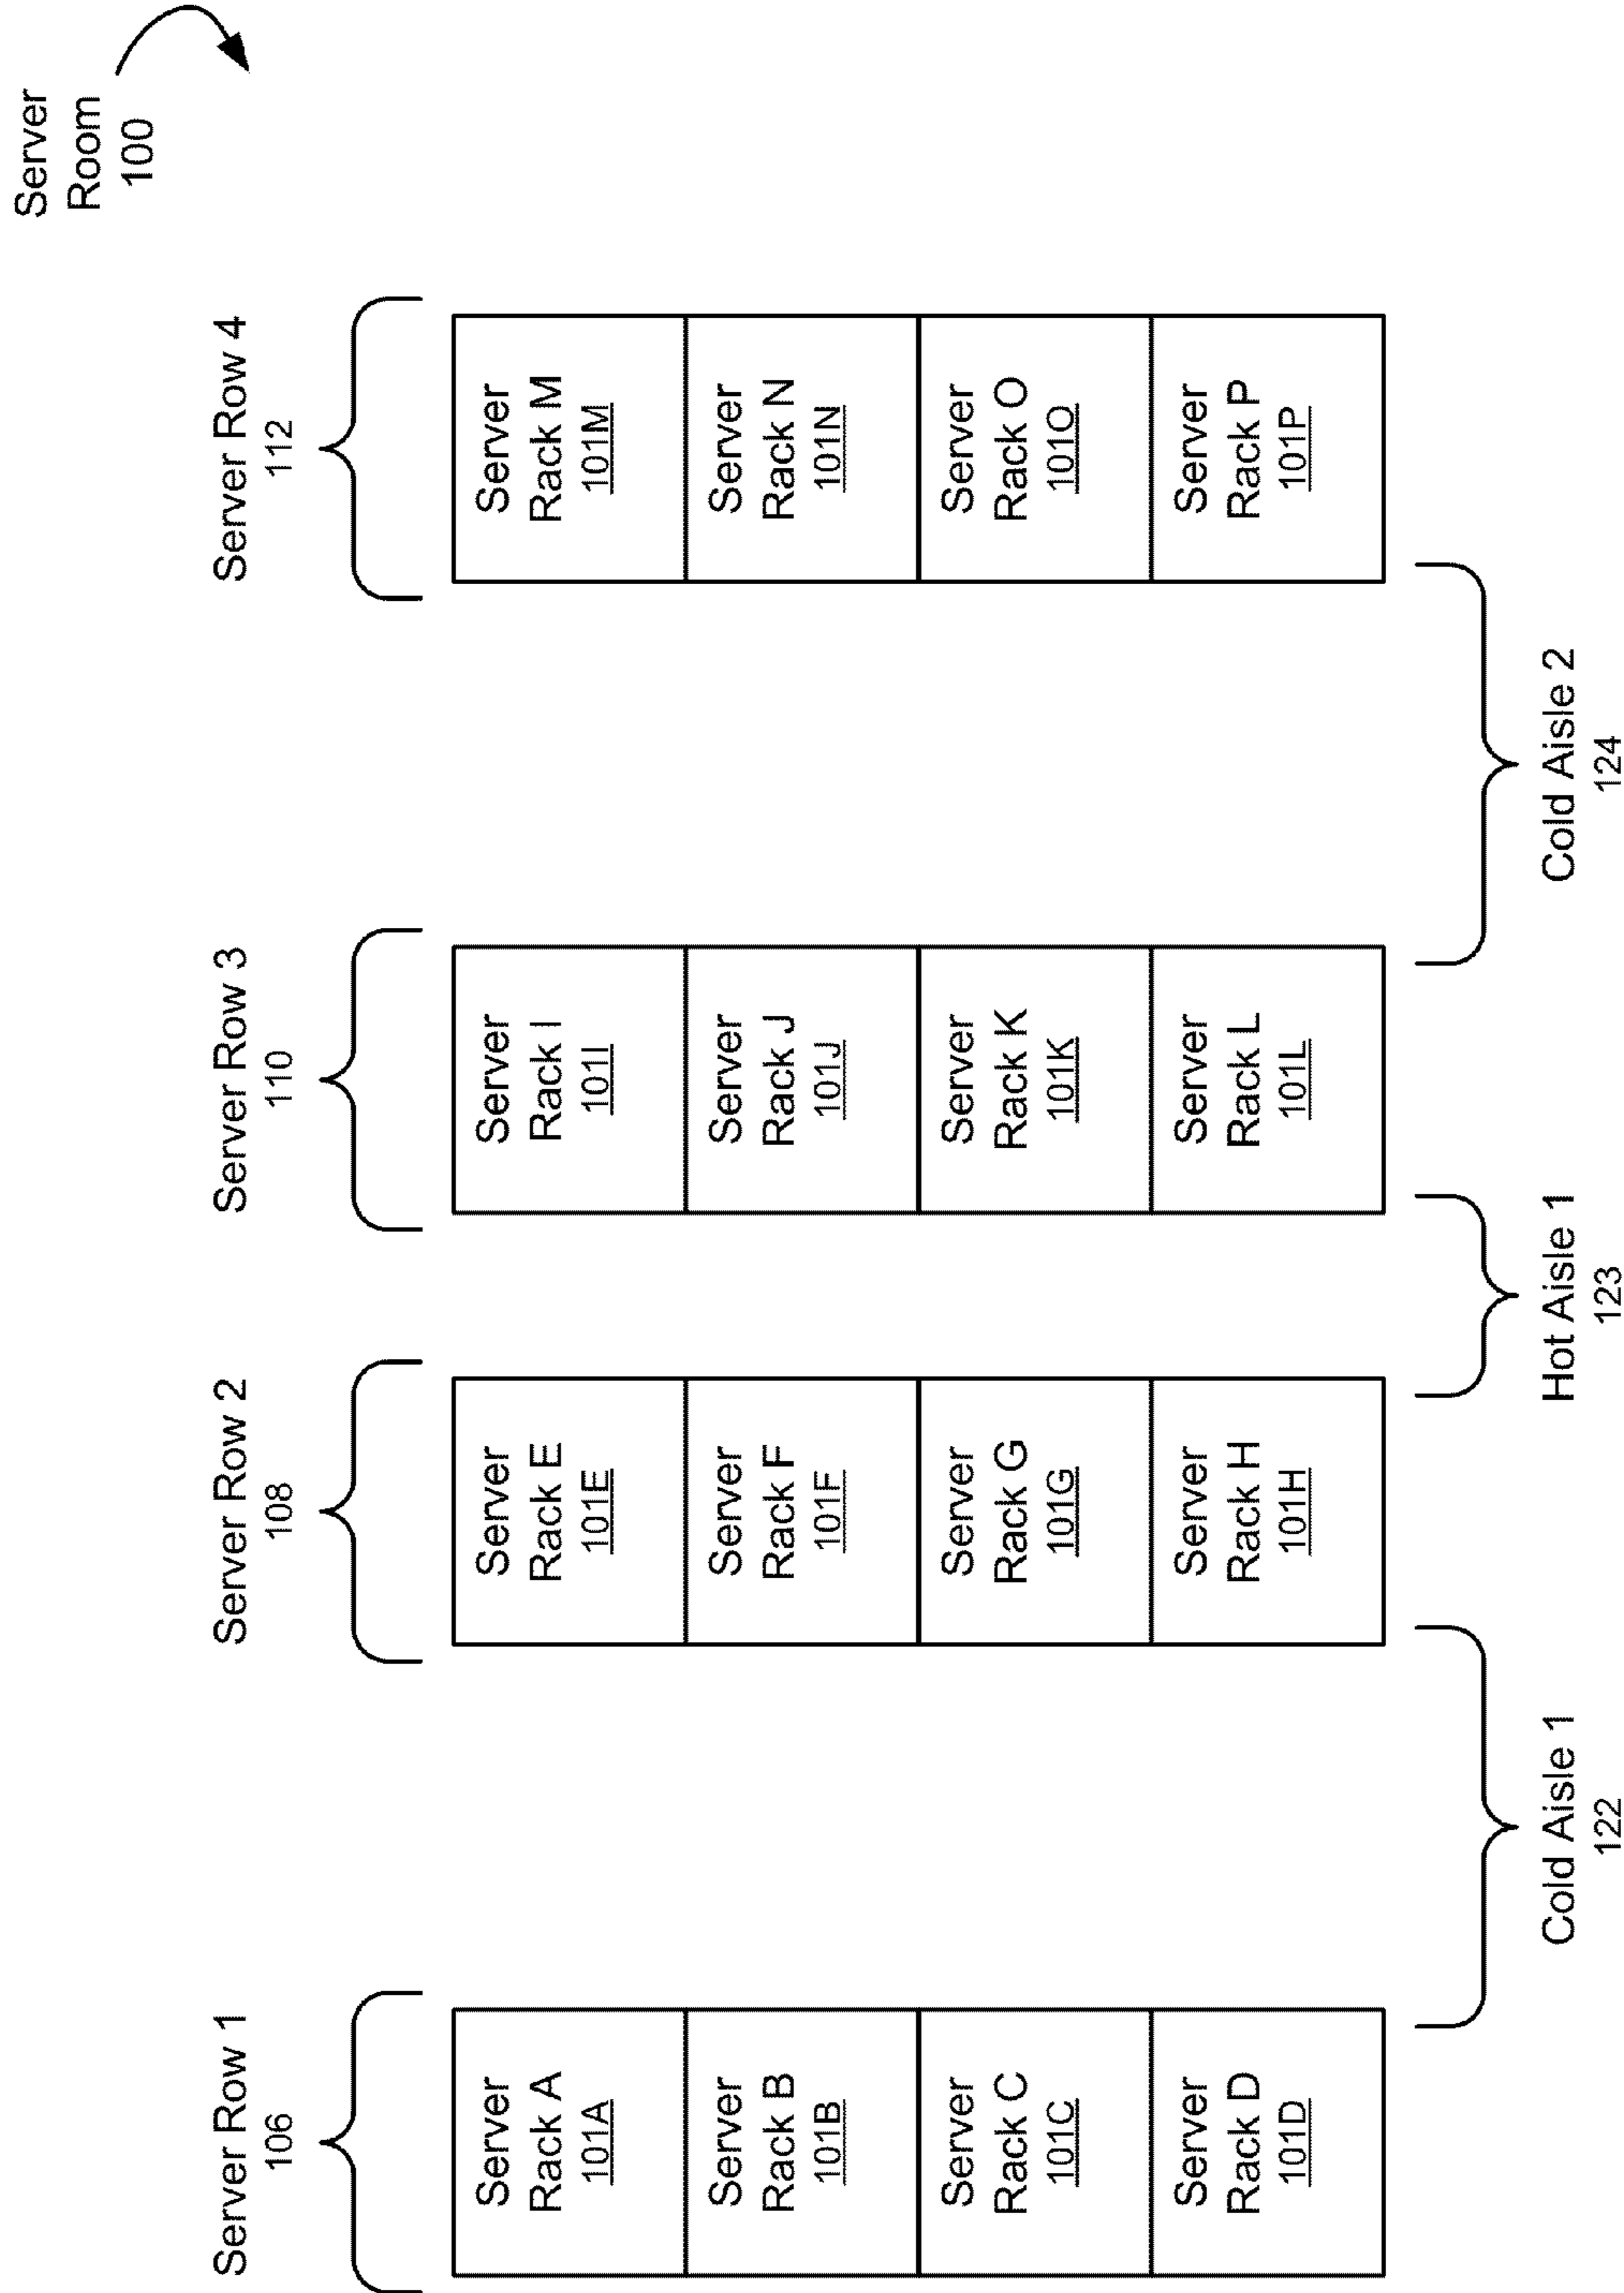 Server
Room
100
Server Row 1
106
Server Row 2
108
Server Row 3
110
Server Row 4
112
Server
Rack A
101A
Server
Rack E
101E
Server
Rack I
101I
Server
Rack M
101M
Server
Rack B
101B
Server
Rack F
101F
Server
Rack J
101J
Server
Rack N
101N
Server
Rack C
101C
Server
Rack G
101G
Server
Rack K
101K
Server
Rack O
101O
Server
Rack D
101D
Server
Rack H
101H
Server
Rack L
101L
Server
Rack P
101P
Cold Aisle 1
122
Hot Aisle 1
123
Cold Aisle 2
124